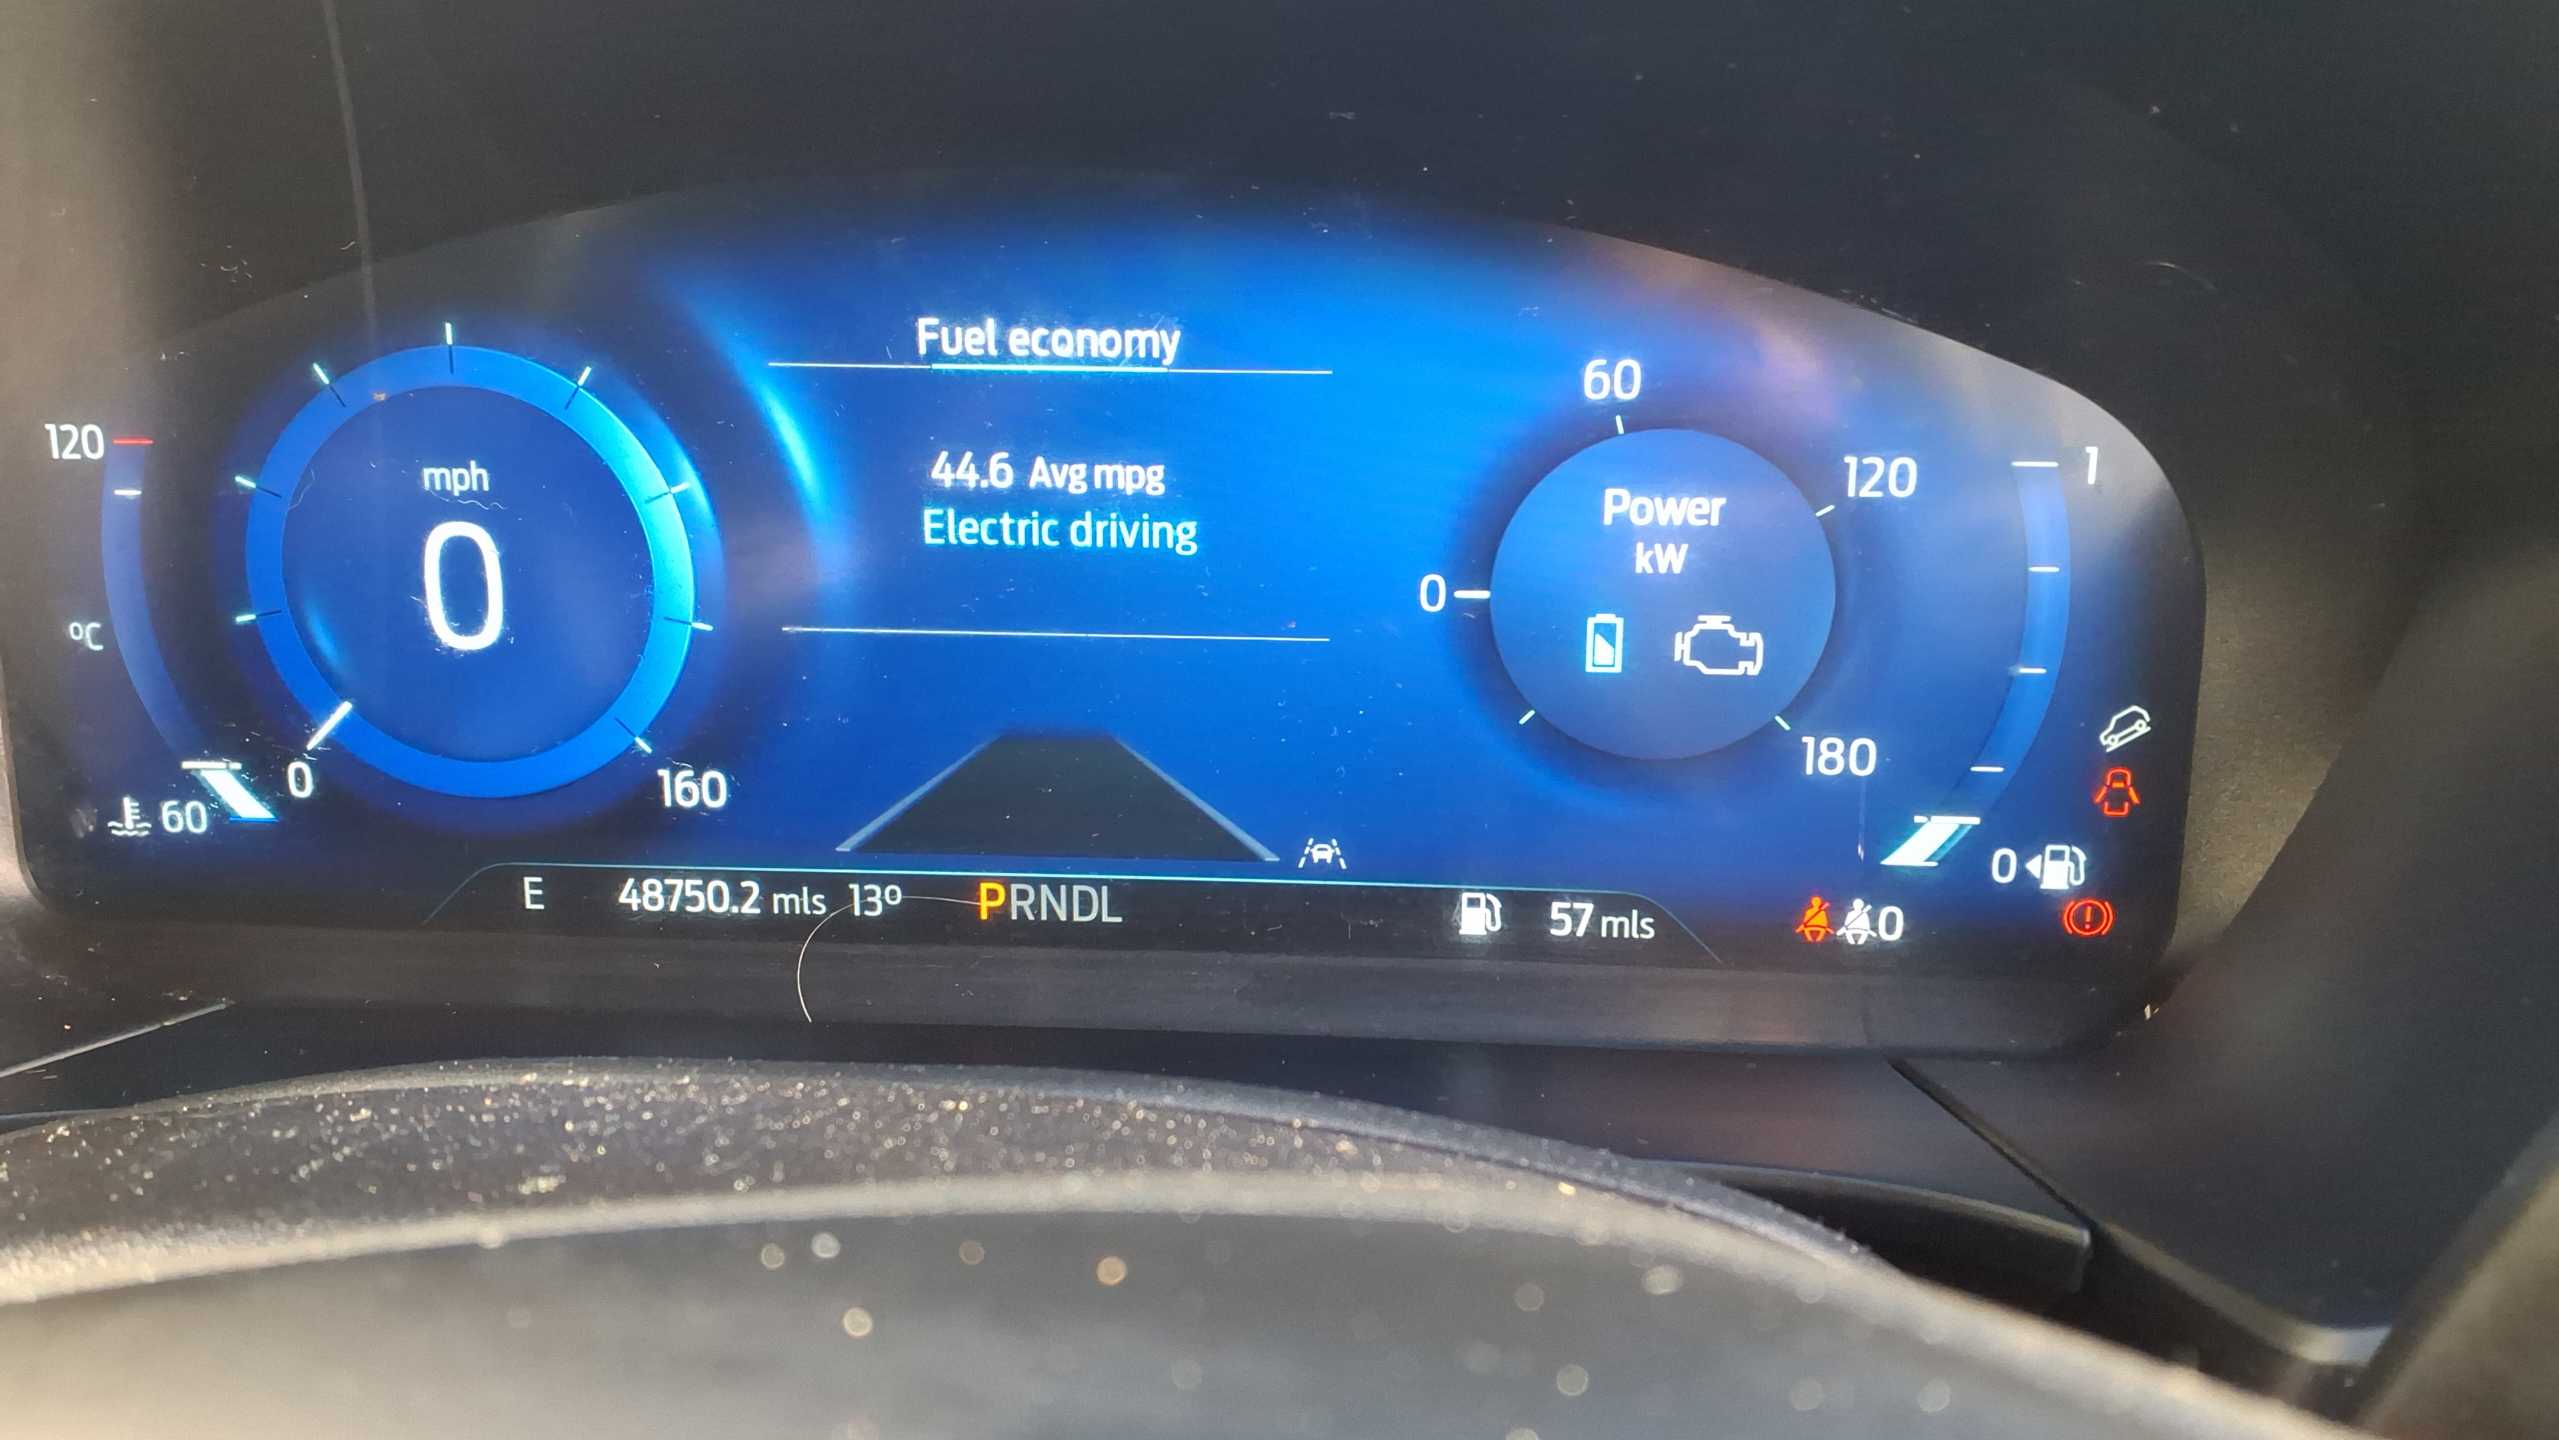 Fuel economy
44.6 Avg mpg
Electric driving
120
°C
60
mph
0
0
160
60
120
Power
kW
0
180
1
0
E 48750.2 mls 13º PRNDL 57 mls 0